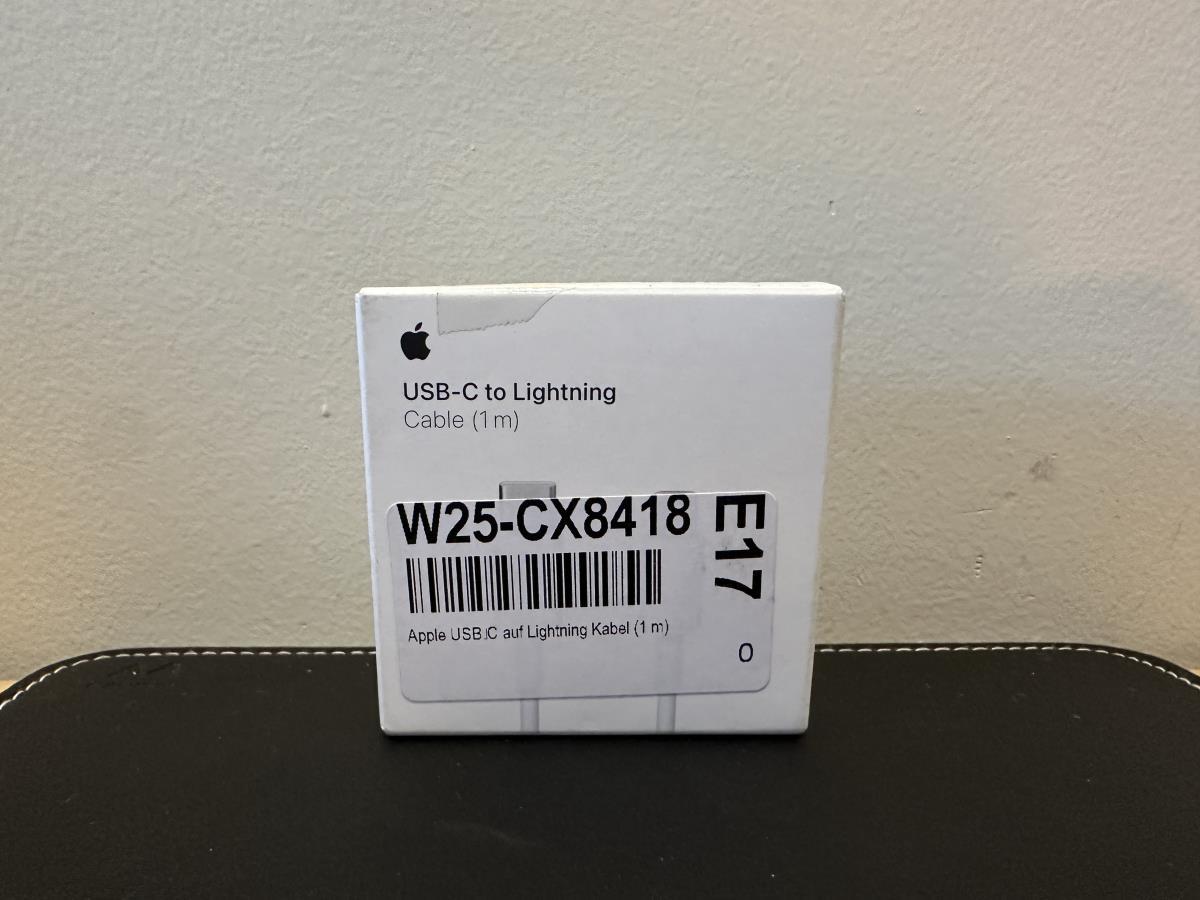 USB-C to Lightning
Cable (1 m)
W25-CX8418
E17
Apple USB-C auf Lightning Kabel (1 m)
0